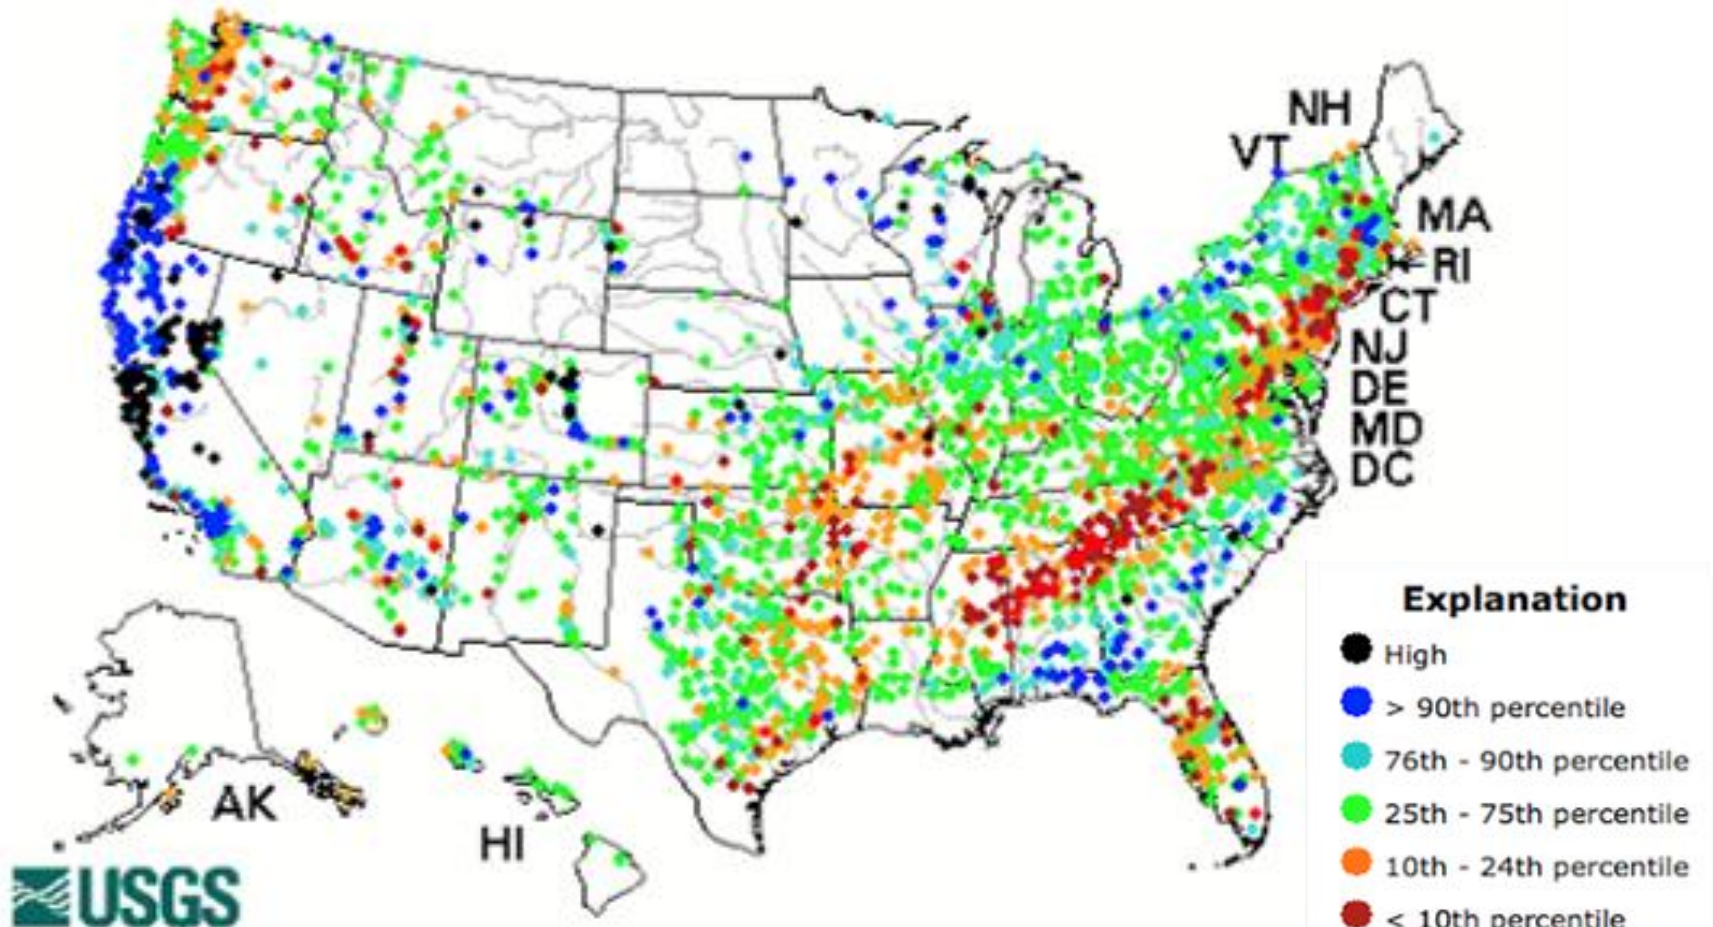 NH
VT
MA
RI
CT
NJ
DE
MD
DC
AK
HI
USGS
Explanation
High
> 90th percentile
76th - 90th percentile
25th - 75th percentile
10th - 24th percentile
< 10th percentile